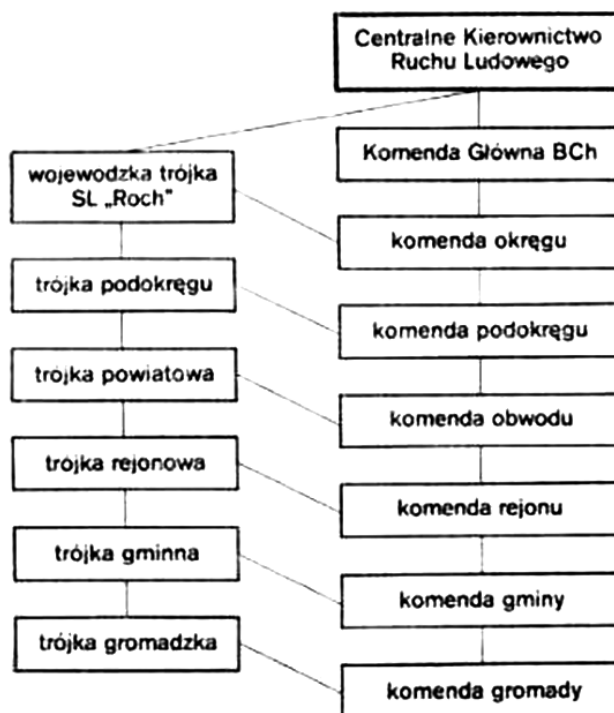 Centralne Kierownictwo
Ruchu Ludowego
Komenda Główna BCh
wojewodzka trójka
SL „Roch”
komenda okręgu
trójka podokręgu
komenda podokręgu
trójka powiatowa
komenda obwodu
trójka rejonowa
komenda rejonu
trójka gminna
komenda gminy
trójka gromadzka
komenda gromady